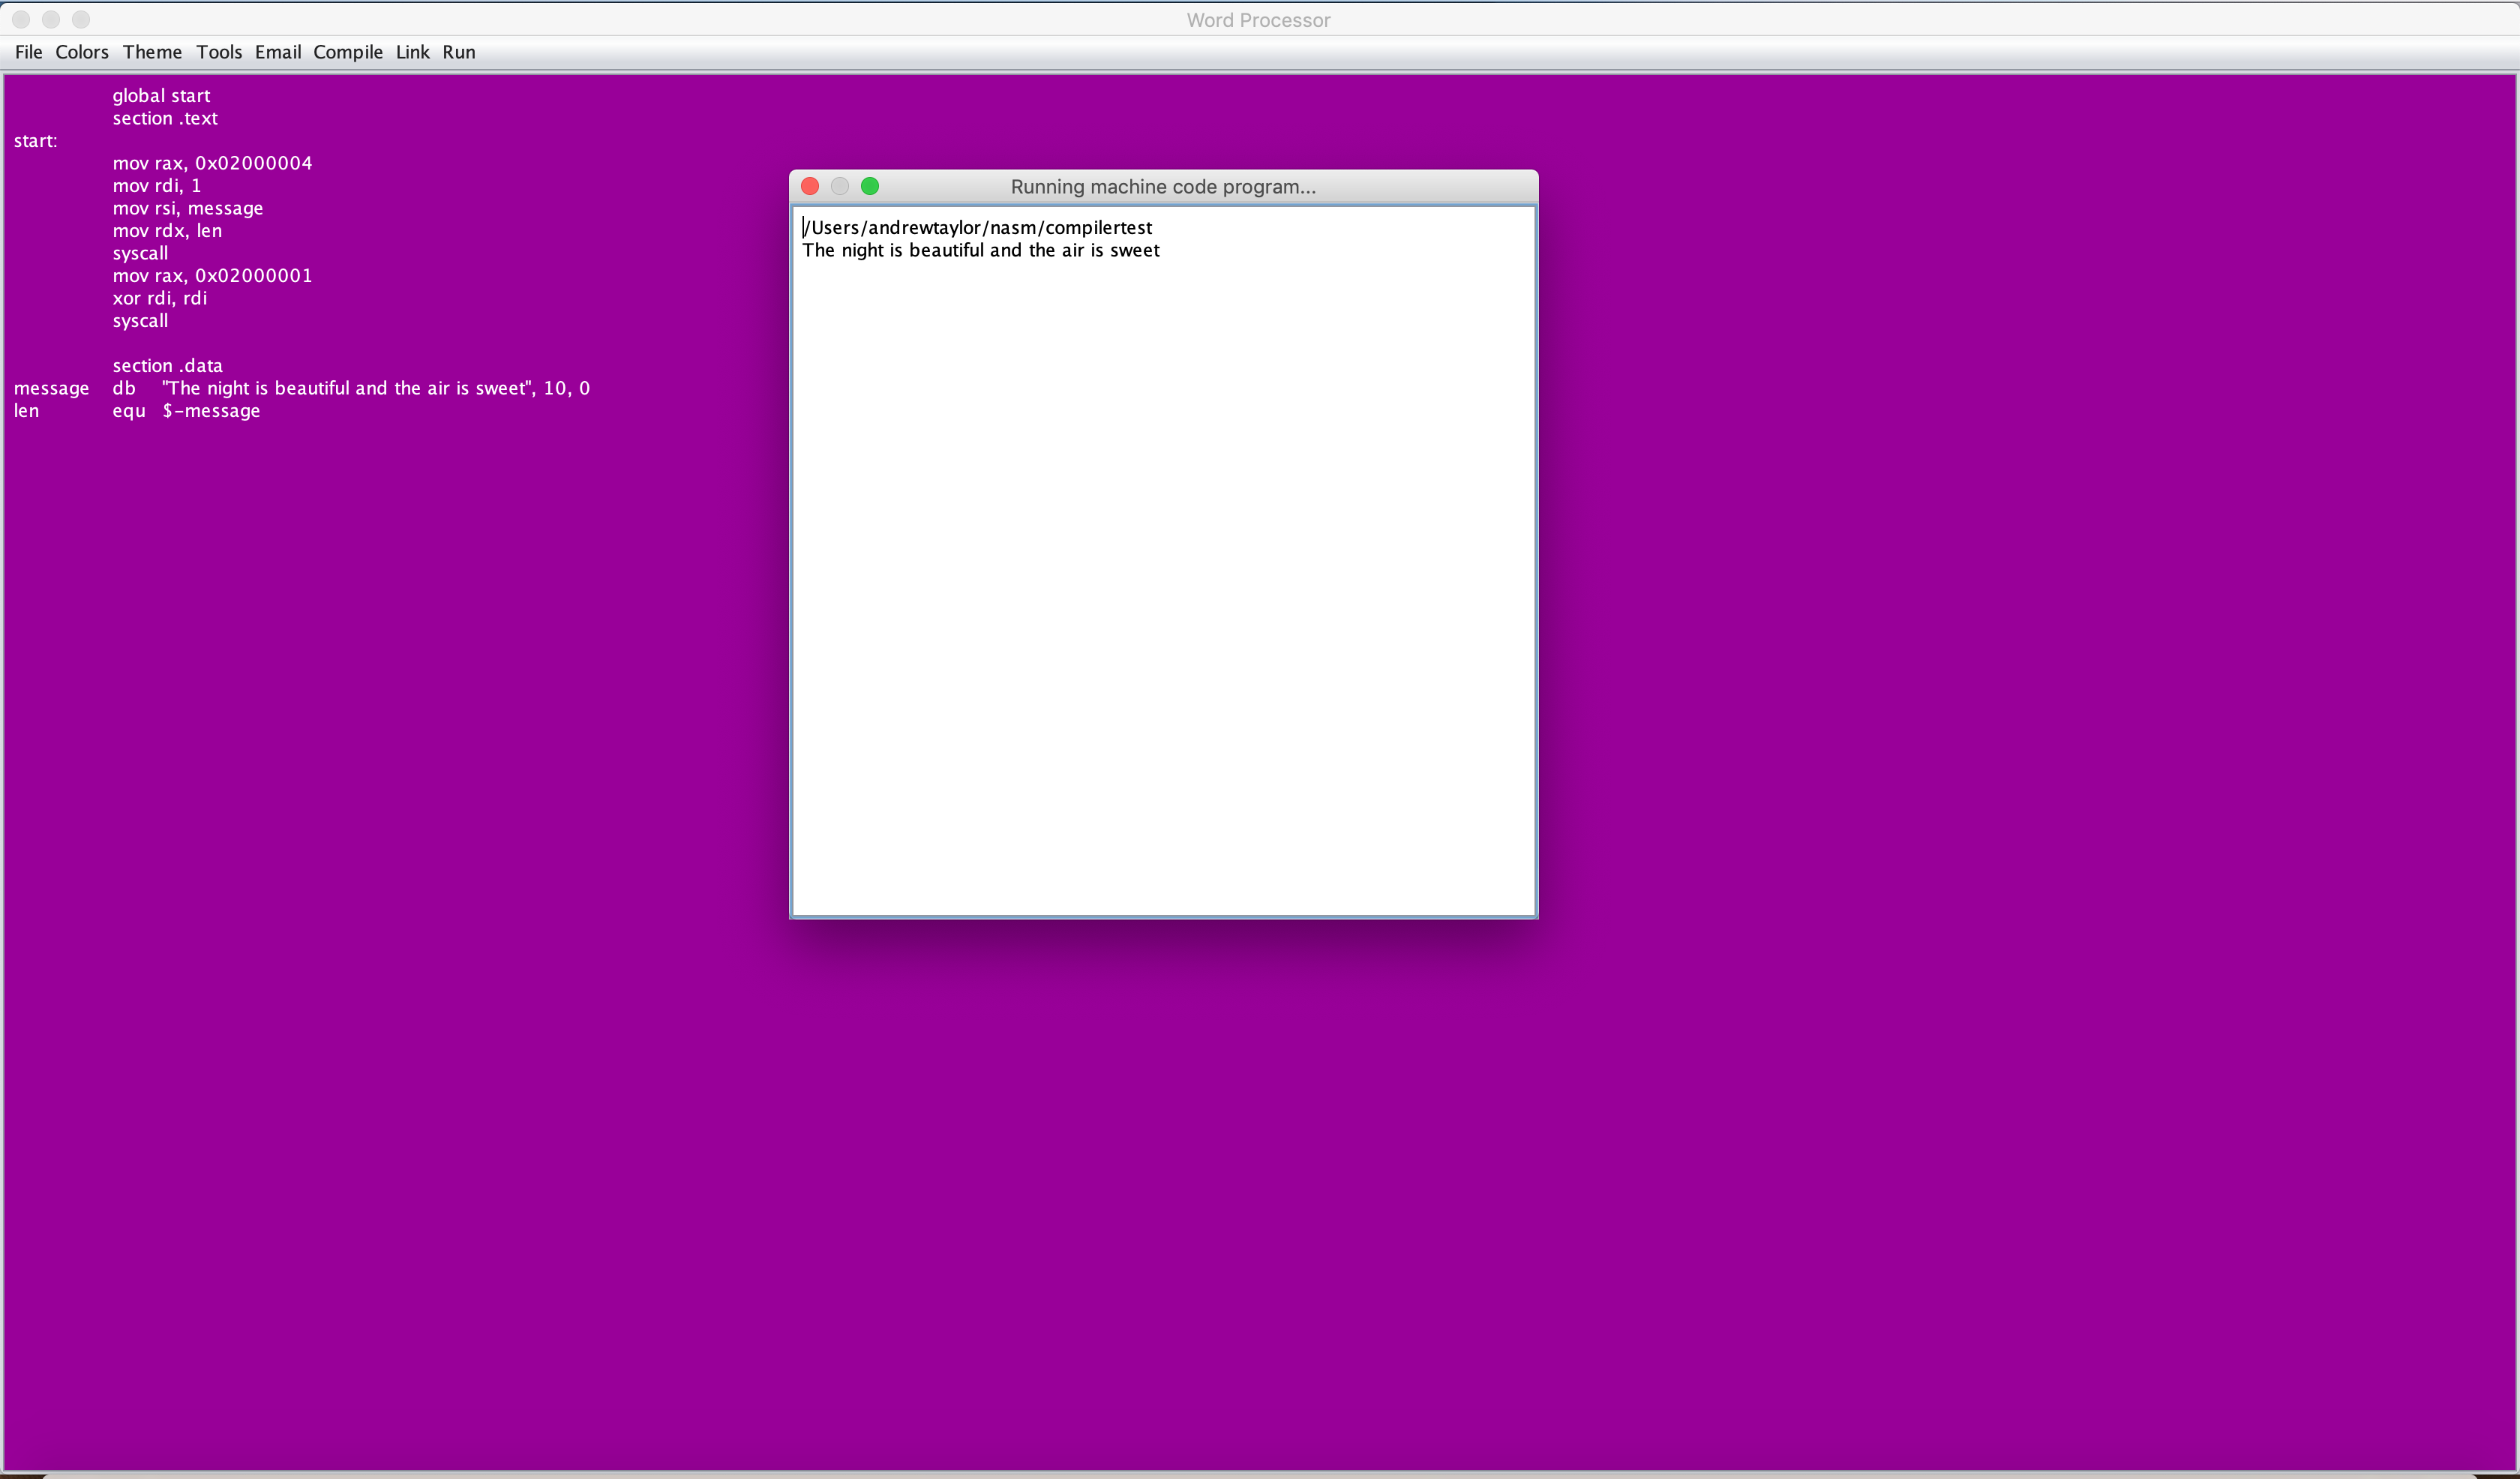 Word Processor
File Colors Theme Tools Email Compile Link Run
global start
section .text
start:
mov rax, 0x02000004
mov rdi, 1
mov rsi, message
mov rdx, len
syscall
mov rax, 0x02000001
xor rdi, rdi
syscall
section .data
message db "The night is beautiful and the air is sweet", 10, 0
len equ $-message
Running machine code program...
/Users/andrewtaylor/nasm/compilertest
The night is beautiful and the air is sweet